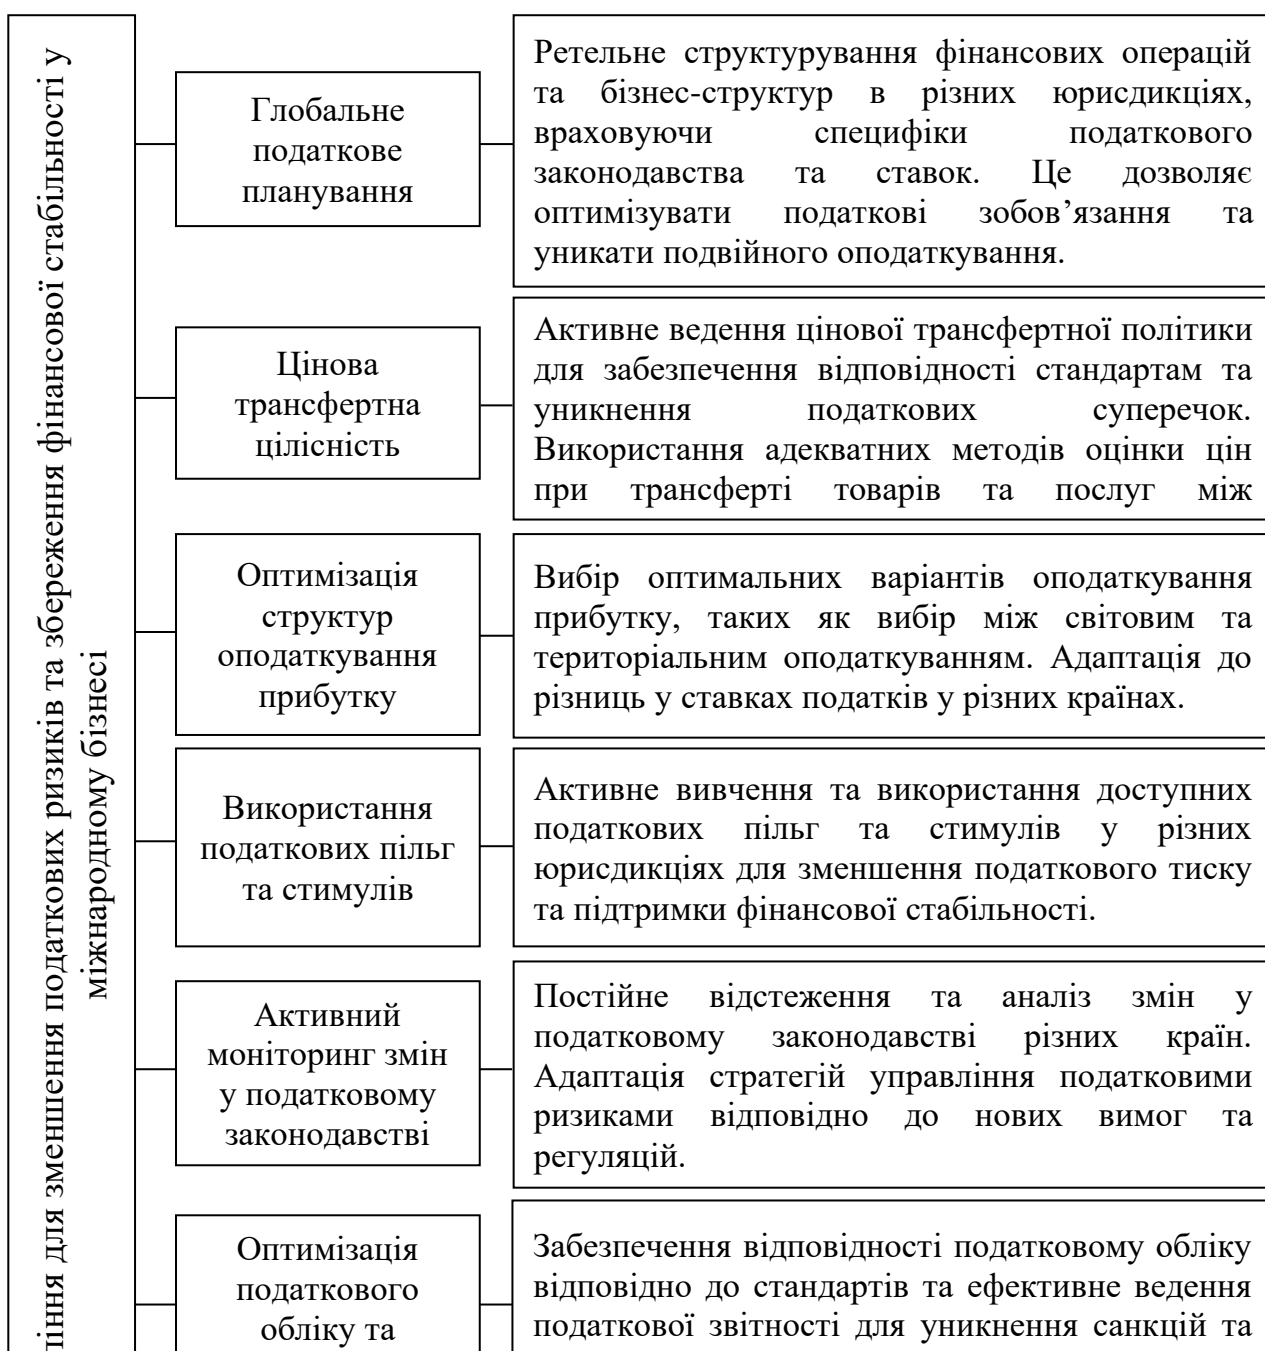 іння для зменшення податкових ризиків та збереження фінансової стабільності у
міжнародному бізнесі
Глобальне
податкове
планування
Ретельне структурування фінансових операцій
та бізнес-структур в різних юрисдикціях,
враховуючи специфіки податкового
законодавства та ставок. Це дозволяє
оптимізувати податкові зобов’язання та
уникати подвійного оподаткування.
Цінова
трансфертна
цілісність
Активне ведення цінової трансфертної політики
для забезпечення відповідності стандартам та
уникнення податкових суперечок.
Використання адекватних методів оцінки цін
при трансферті товарів та послуг між
Оптимізація
структур
оподаткування
прибутку
Вибір оптимальних варіантів оподаткування
прибутку, таких як вибір між світовим та
територіальним оподаткуванням. Адаптація до
різниць у ставках податків у різних країнах.
Використання
податкових пільг
та стимулів
Активне вивчення та використання доступних
податкових пільг та стимулів у різних
юрисдикціях для зменшення податкового тиску
та підтримки фінансової стабільності.
Активний
моніторинг змін
у податковому
законодавстві
Постійне відстеження та аналіз змін у
податковому законодавстві різних країн.
Адаптація стратегій управління податковими
ризиками відповідно до нових вимог та
регуляцій.
Оптимізація
податкового
обліку та
Забезпечення відповідності податковому обліку
відповідно до стандартів та ефективне ведення
податкової звітності для уникнення санкцій та